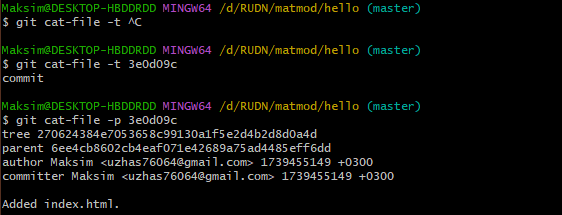 Maksim@DESKTOP-HBDDRDD MINGW64 /d/RUDN/matmod/hello (master)
$ git cat-file -t ^C

Maksim@DESKTOP-HBDDRDD MINGW64 /d/RUDN/matmod/hello (master)
$ git cat-file -t 3e0d09c
commit

Maksim@DESKTOP-HBDDRDD MINGW64 /d/RUDN/matmod/hello (master)
$ git cat-file -p 3e0d09c
tree 270624384e7053658c99130a1f5e2d4b2d8d0a4d
parent 6ee4cb8602cb4eaf071e42689a75ad4485eff6dd
author Maksim <uzhas76064@gmail.com> 1739455149 +0300
committer Maksim <uzhas76064@gmail.com> 1739455149 +0300

Added index.html.